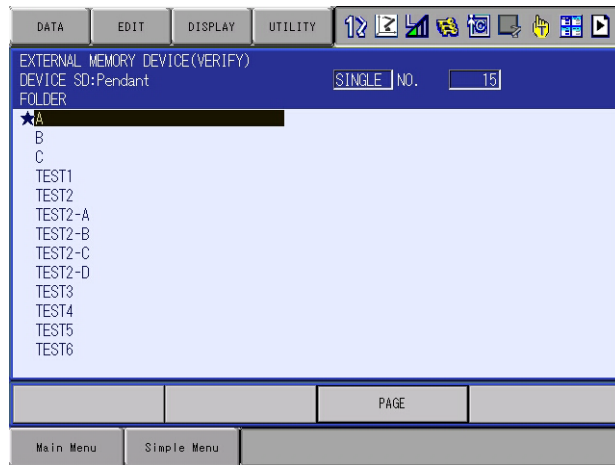 DATA EDIT DISPLAY UTILITY 12
EXTERNAL MEMORY DEVICE(VERIFY)
DEVICE SD:Pendant SINGLE NO. 15
FOLDER
★A
B
C
TEST1
TEST2
TEST2-A
TEST2-B
TEST2-C
TEST2-D
TEST3
TEST4
TEST5
TEST6
PAGE
Main Menu Simple Menu